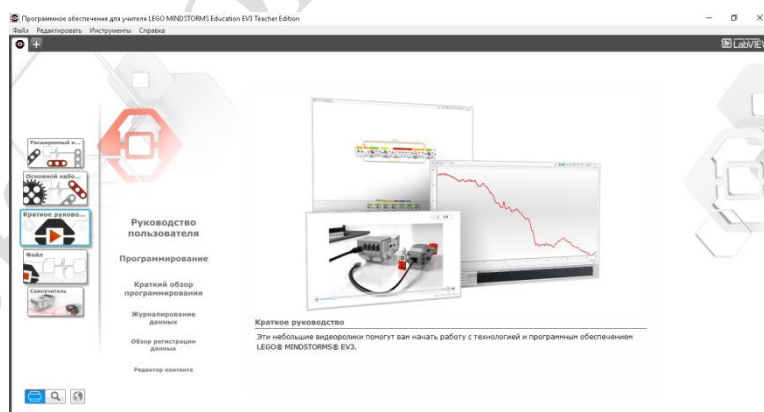 Программное обеспечение для учителя LEGO MINDSTORMS Education EV3 Teacher Edition
Файл Редактировать Инструменты Справка
LabVIEW
Расширенный н...
Основной набо...
Краткое руково...
Файл
Самоучитель
Руководство
пользователя
Программирование
Краткий обзор
программирования
Журналирование
данных
Обзор регистрации
данных
Редактор контента
Краткое руководство
Эти небольшие видеоролики помогут вам начать работу с технологией и программным обеспечением
LEGO® MINDSTORMS® EV3.